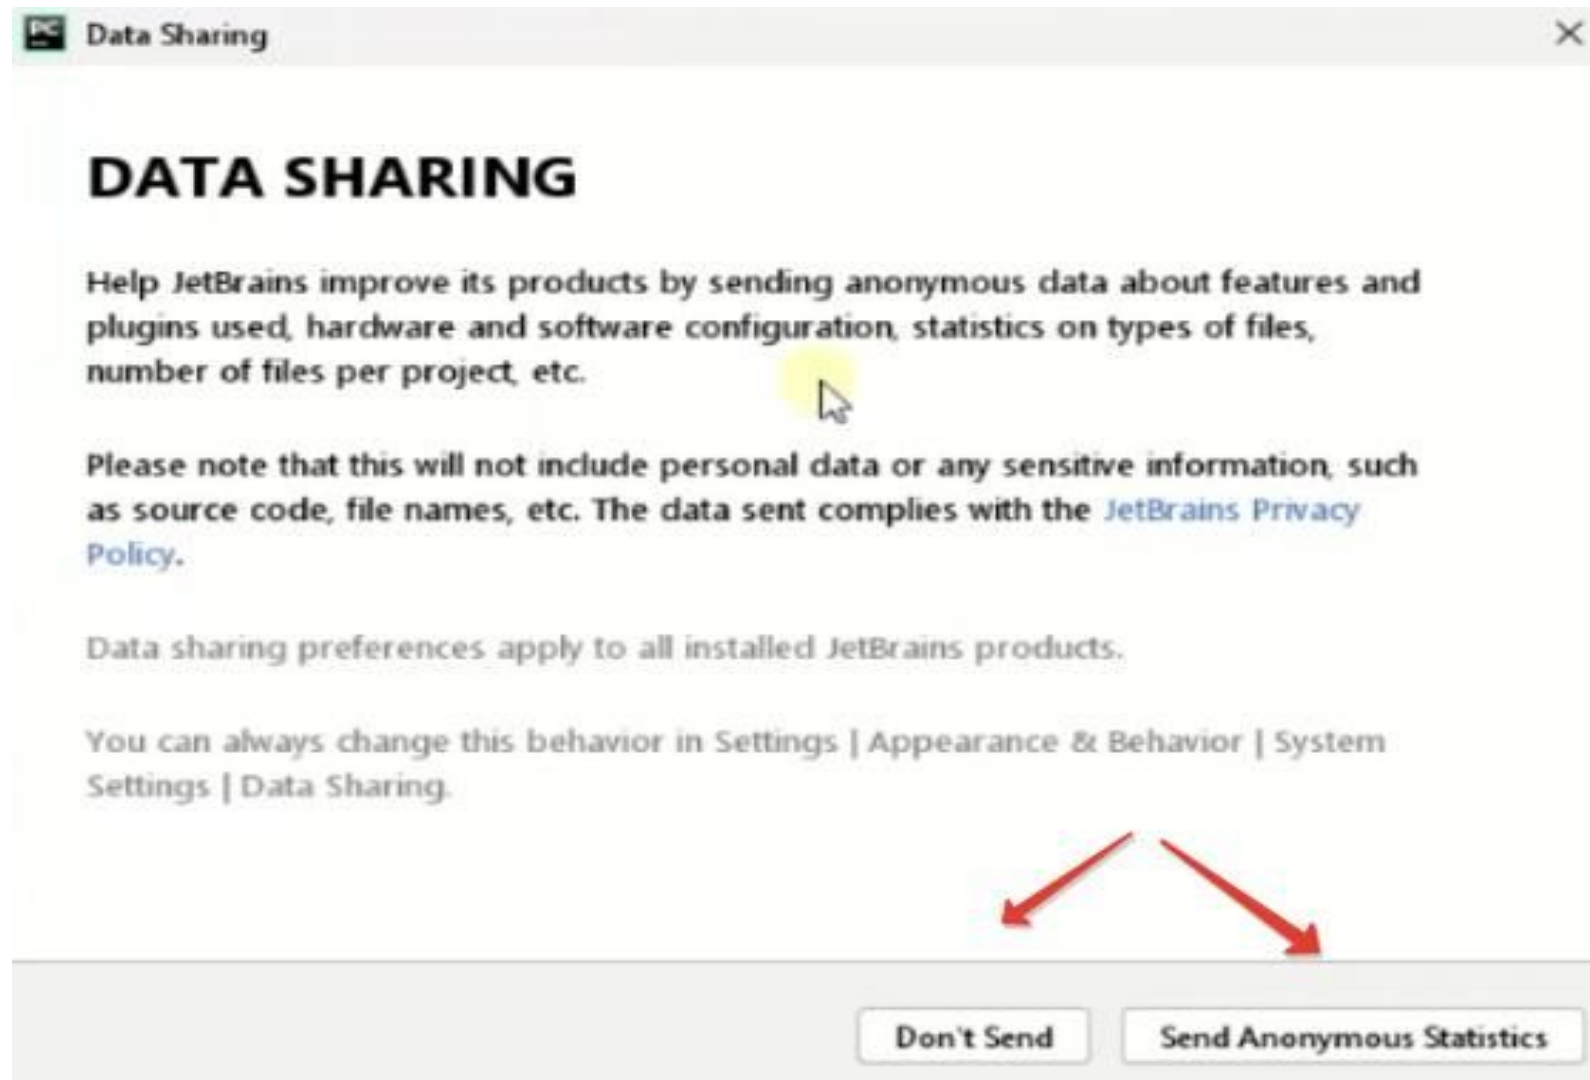 PC
Data Sharing
DATA SHARING
Help JetBrains improve its products by sending anonymous data about features and
plugins used, hardware and software configuration, statistics on types of files,
number of files per project, etc.
Please note that this will not include personal data or any sensitive information, such
as source code, file names, etc. The data sent complies with the JetBrains Privacy
Policy.
Data sharing preferences apply to all installed JetBrains products.
You can always change this behavior in Settings | Appearance & Behavior | System
Settings | Data Sharing.
Don't Send
Send Anonymous Statistics